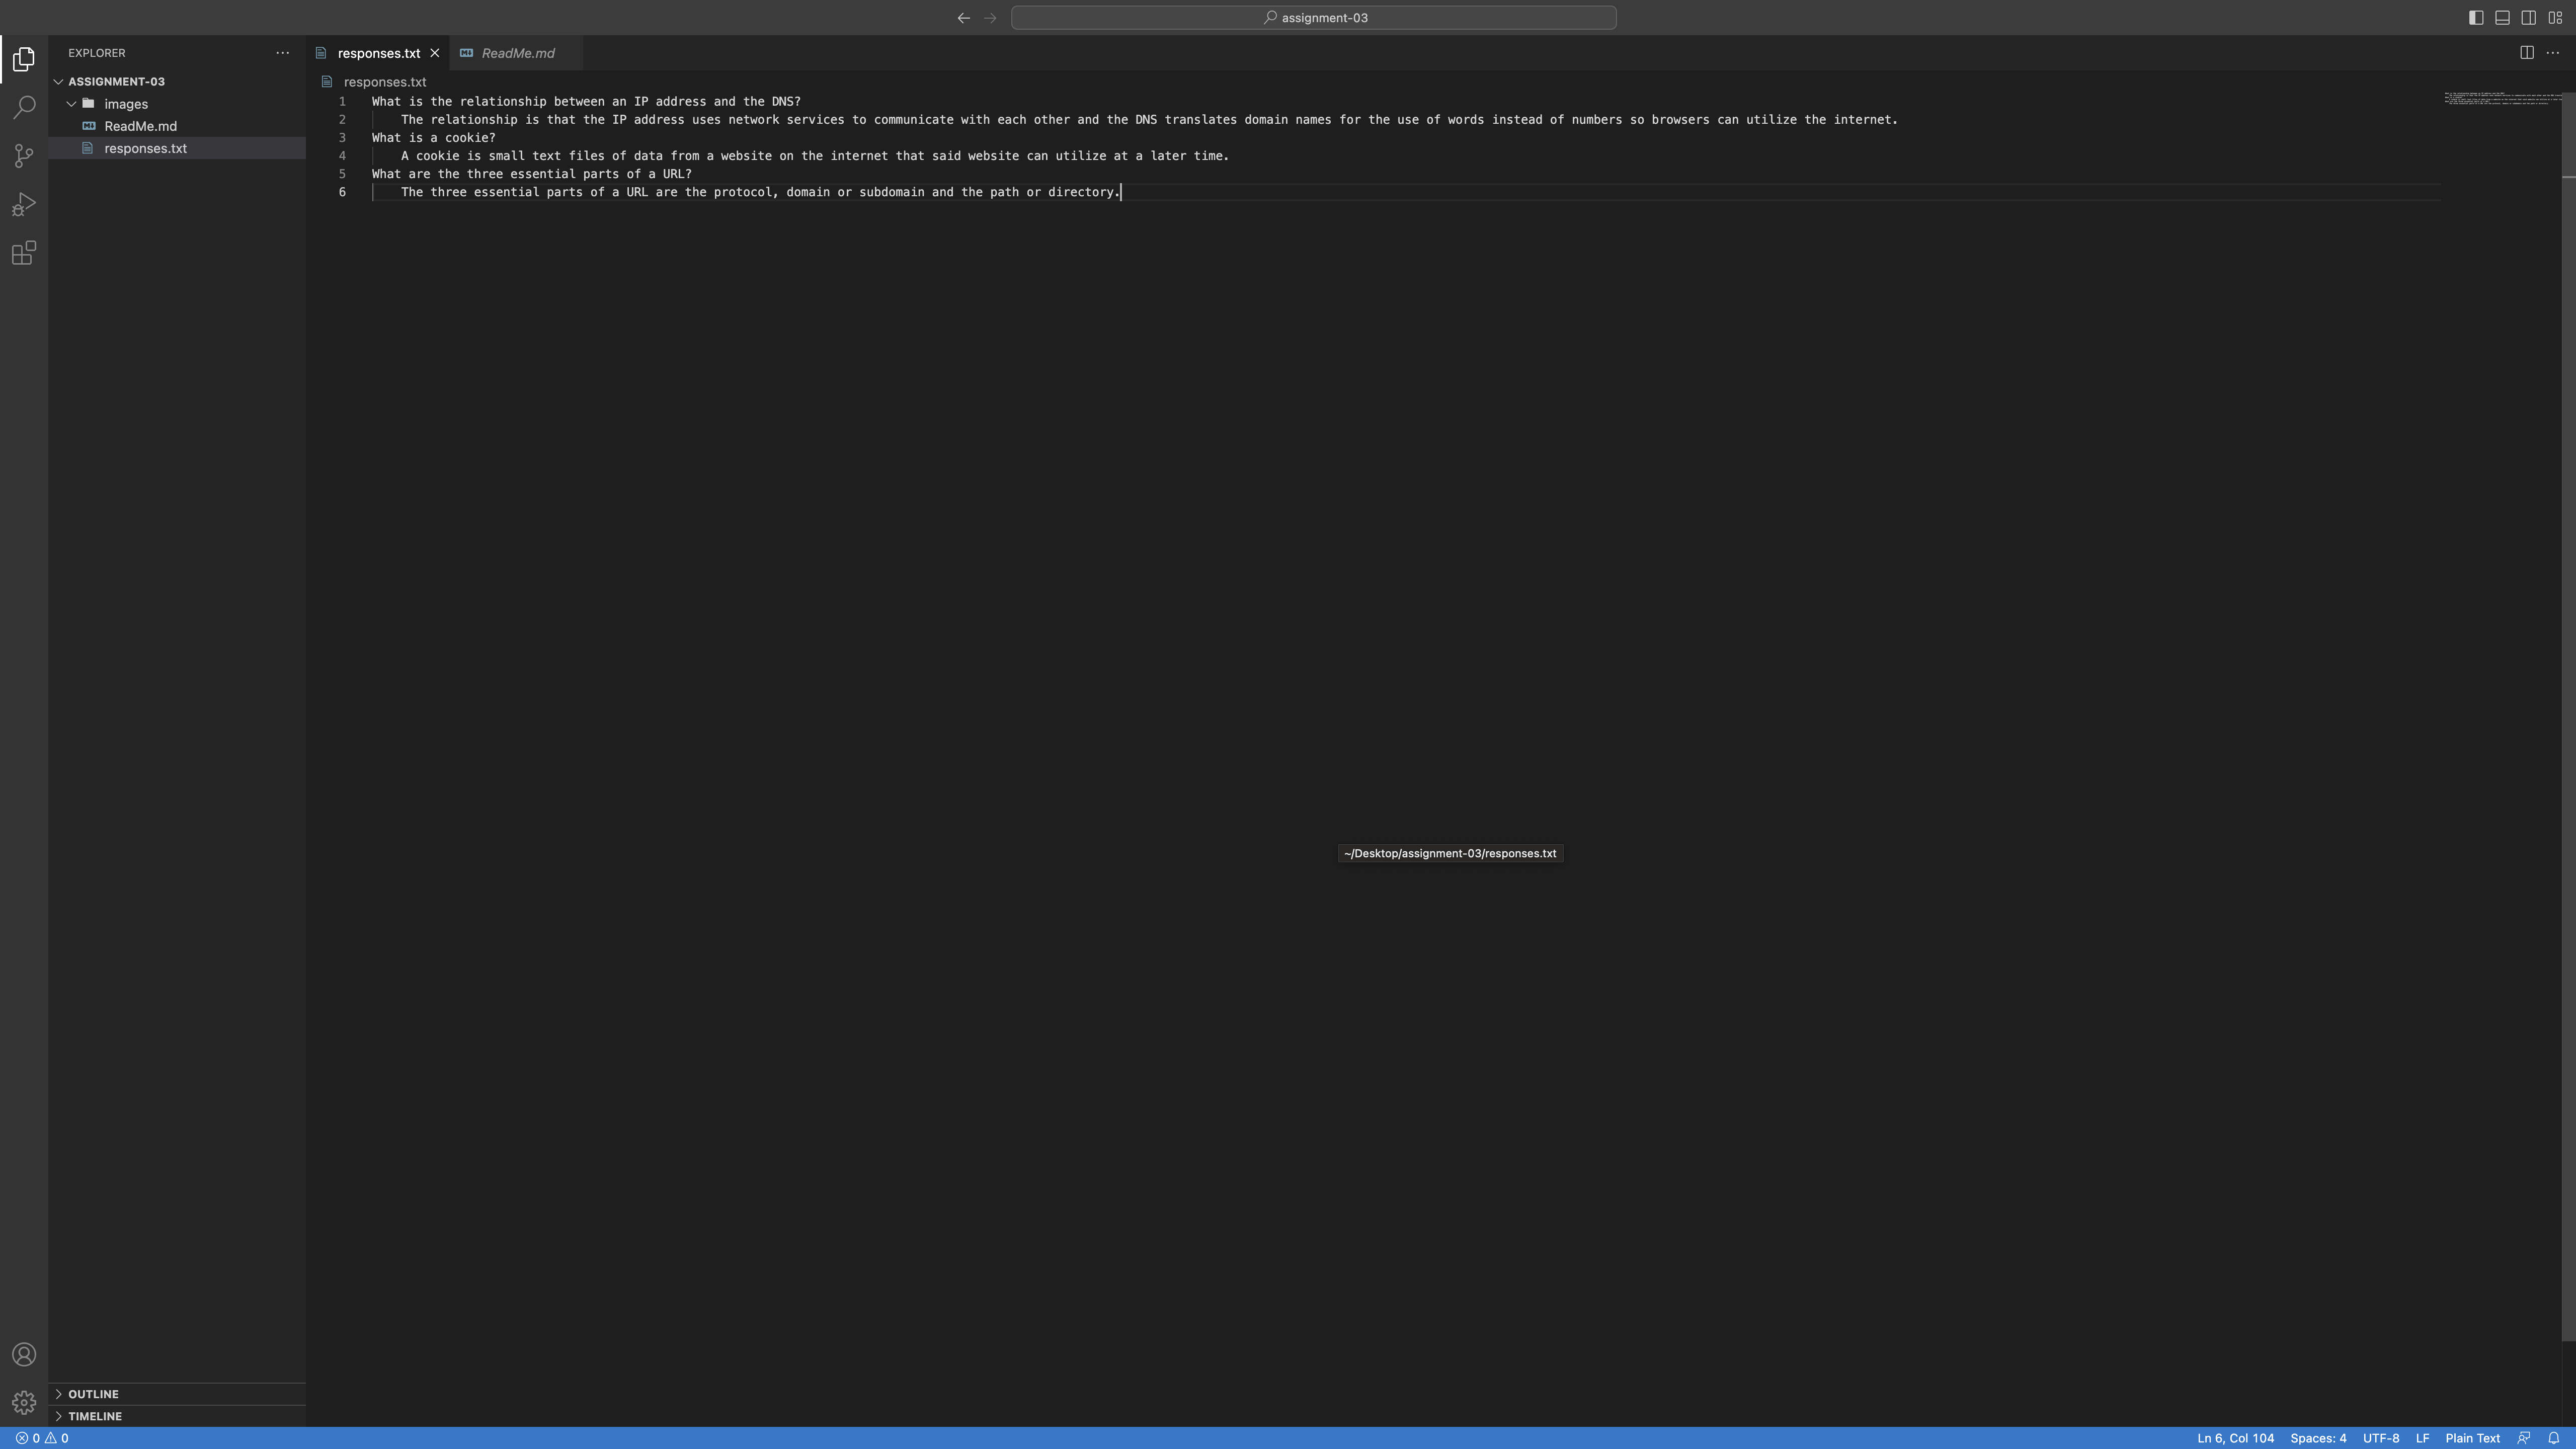 assignment-03
EXPLORER
ASSIGNMENT-03
images
ReadMe.md
responses.txt
OUTLINE
TIMELINE
responses.txt
ReadMe.md
responses.txt
1 What is the relationship between an IP address and the DNS?
2 The relationship is that the IP address uses network services to communicate with each other and the DNS translates domain names for the use of words instead of numbers so browsers can utilize the internet.
3 What is a cookie?
4 A cookie is small text files of data from a website on the internet that said website can utilize at a later time.
5 What are the three essential parts of a URL?
6 The three essential parts of a URL are the protocol, domain or subdomain and the path or directory.
~/Desktop/assignment-03/responses.txt
0 0
Ln 6, Col 104 Spaces: 4 UTF-8 LF Plain Text